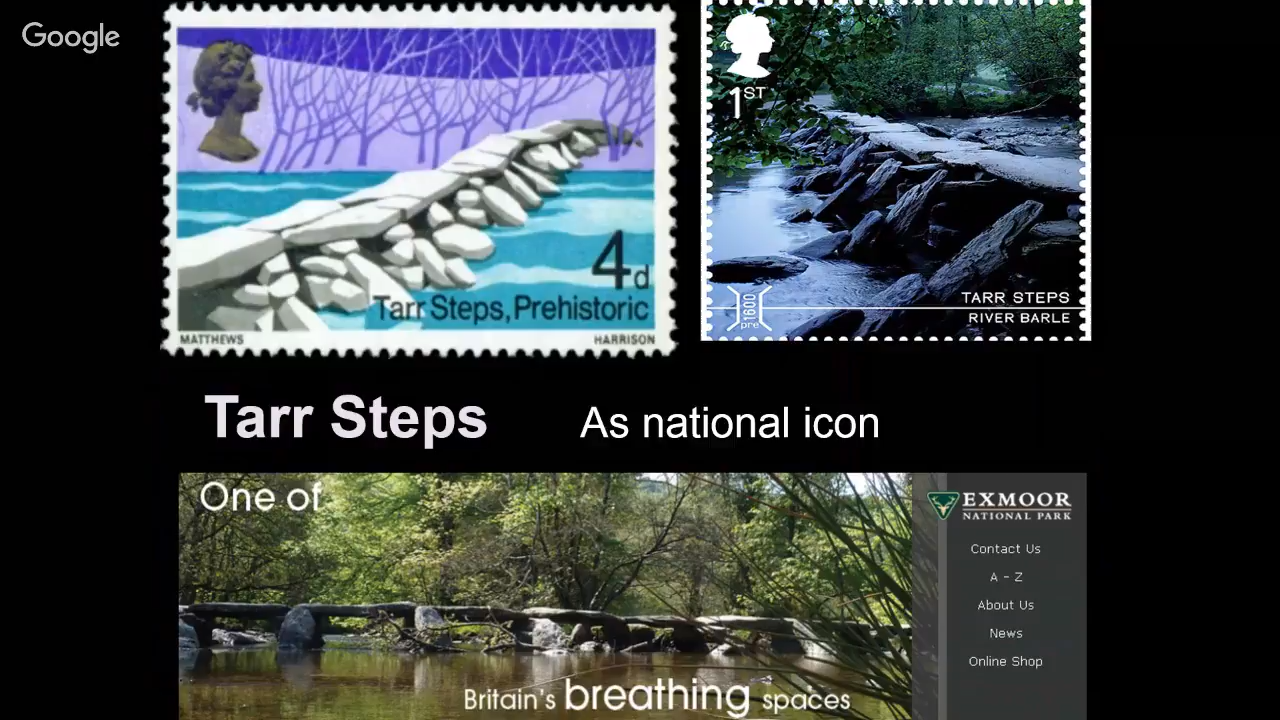 Google
4d
Tarr Steps, Prehistoric
MATTHEWS
HARRISON
1ST
pre 1600
TARR STEPS
RIVER BARLE
Tarr Steps
As national icon
One of
Britain's breathing spaces
EXMOOR
NATIONAL PARK
Contact Us
A - Z
About Us
News
Online Shop